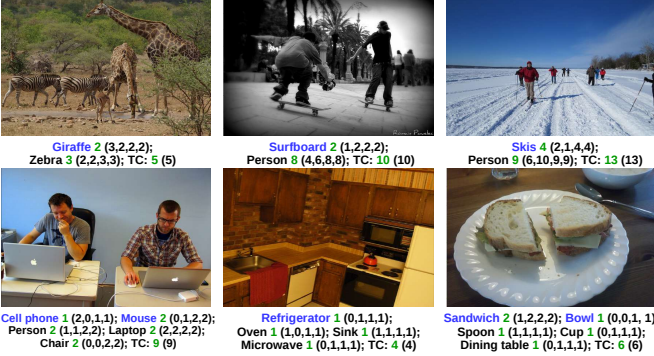 Giraffe 2 (3,2,2,2);
Zebra 3 (2,2,3,3); TC: 5 (5)
Surfboard 2 (1,2,2,2);
Person 8 (4,6,8,8); TC: 10 (10)
Skis 4 (2,1,4,4);
Person 9 (6,10,9,9); TC: 13 (13)
Cell phone 1 (2,0,1,1); Mouse 2 (0,1,2,2);
Person 2 (1,1,2,2); Laptop 2 (2,2,2,2);
Chair 2 (0,0,2,2); TC: 9 (9)
Refrigerator 1 (0,1,1,1);
Oven 1 (1,0,1,1); Sink 1 (1,1,1,1);
Microwave 1 (0,1,1,1); TC: 4 (4)
Sandwich 2 (1,2,2,2); Bowl 1 (0,0,1, 1)
Spoon 1 (1,1,1,1); Cup 1 (0,1,1,1);
Dining table 1 (0,1,1,1); TC: 6 (6)